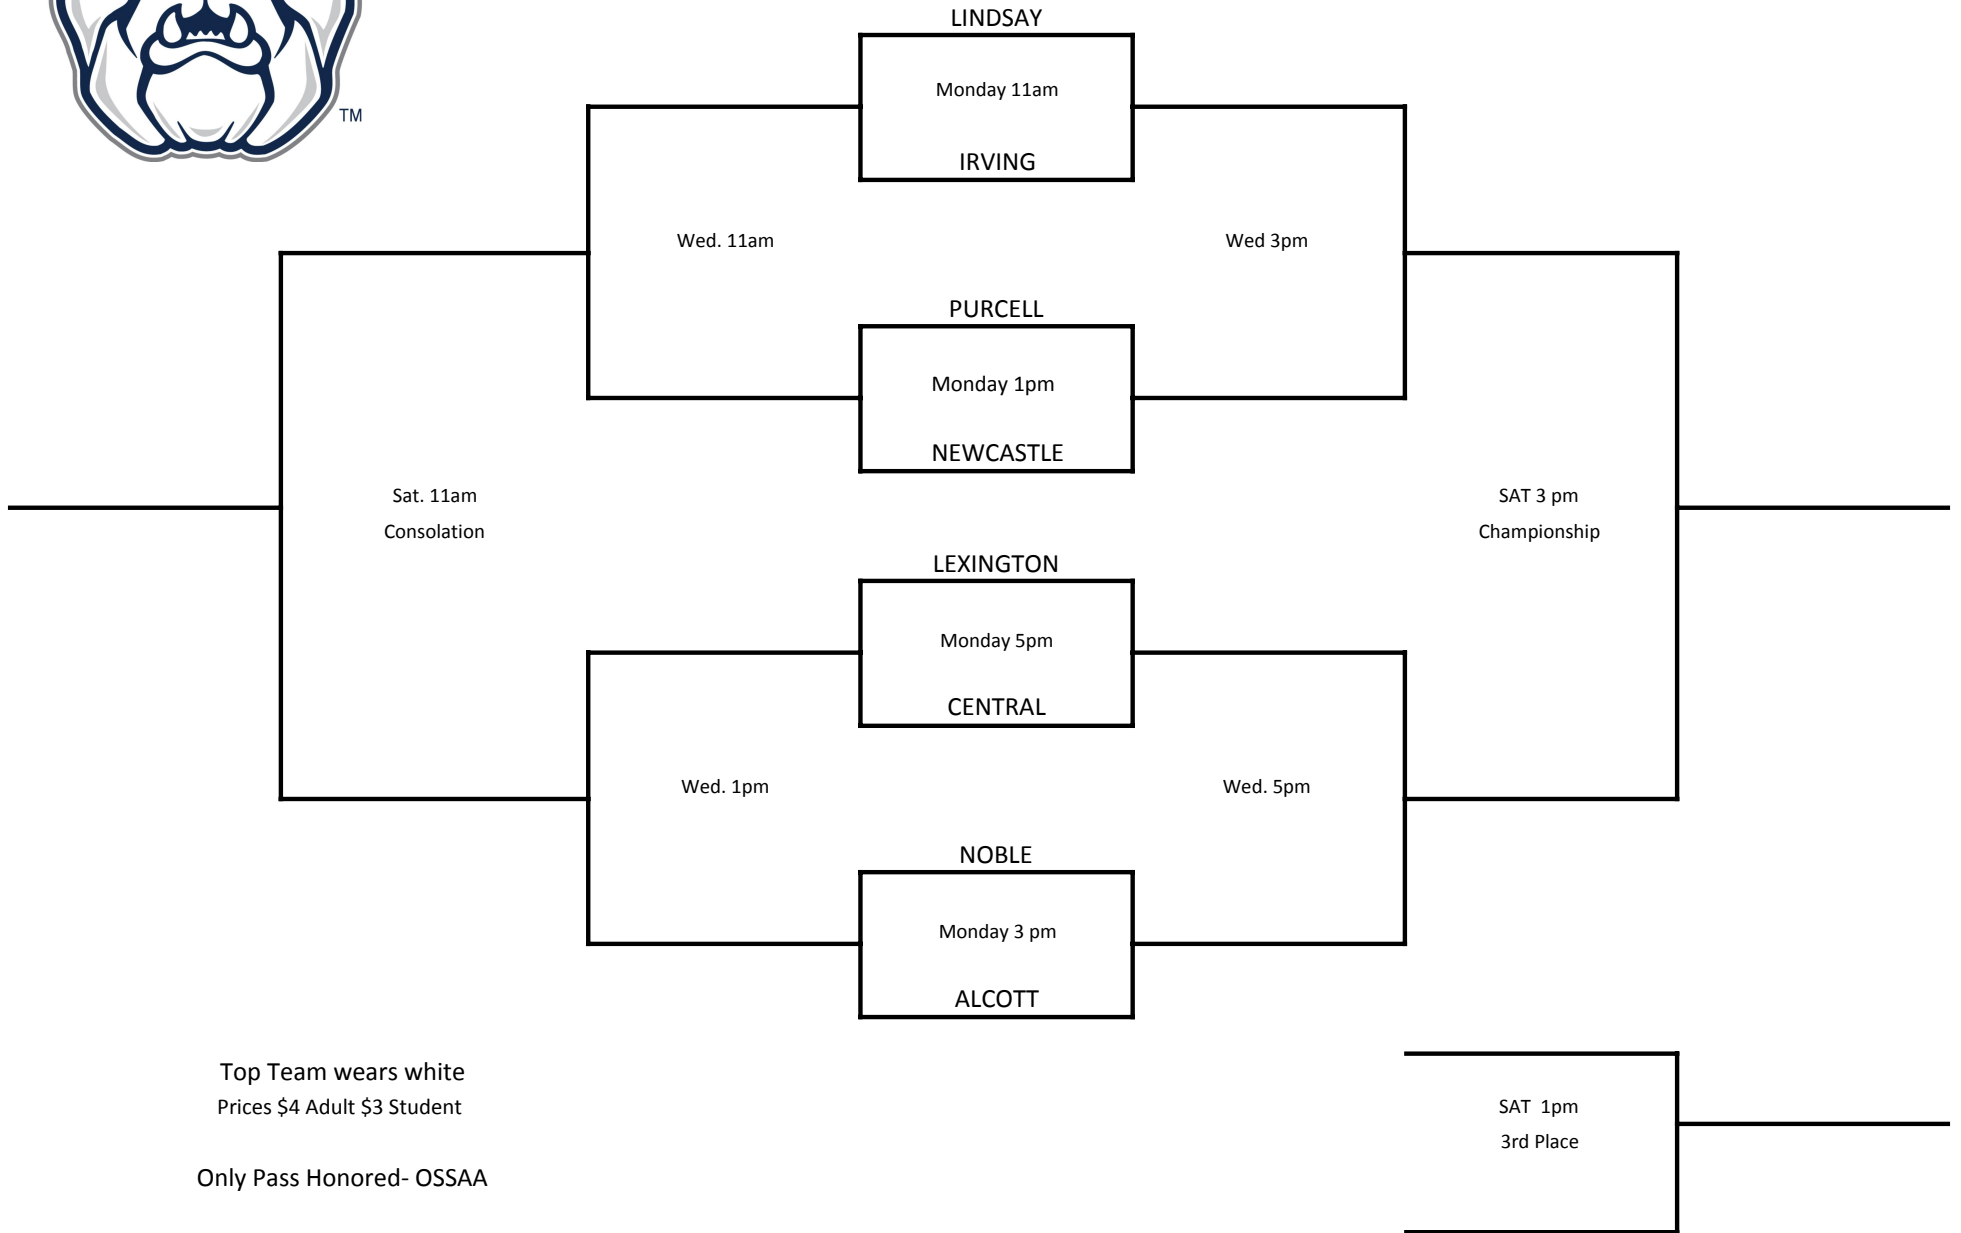 LINDSAY
Monday 11am
TM
IRVING
Wed. 11am
Wed 3pm
PURCELL
Monday 1pm
NEWCASTLE
Sat. 11am
Consolation
SAT 3 pm
Championship
LEXINGTON
Monday 5pm
CENTRAL
Wed. 1pm
Wed. 5pm
NOBLE
Monday 3 pm
ALCOTT
Top Team wears white
Prices $4 Adult $3 Student
Only Pass Honored- OSSAA
SAT  1pm
3rd Place